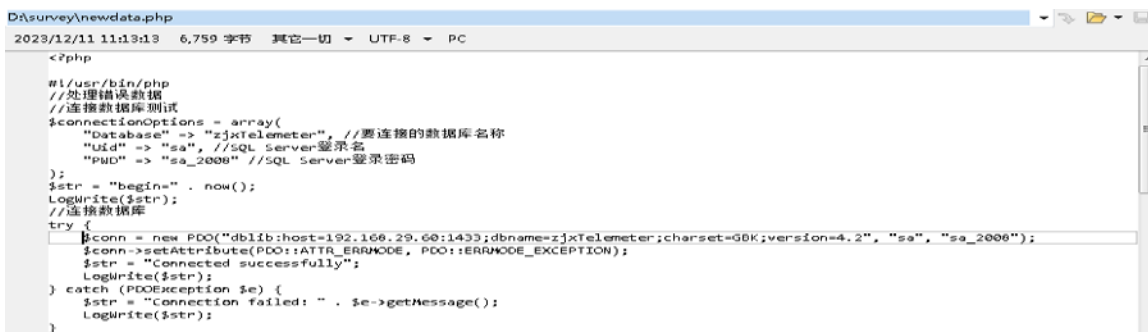 D:\survey\newdata.php
2023/12/11 11:13:13 6,759 字节 其它一切 UTF-8 PC
<?php
#!/usr/bin/php
//处理错误数据
//连接数据库测试
$connectionOptions = array(
"Database" => "zjxTelemeter", //要连接的数据库名称
"Uid" => "sa", //SQL Server登录名
"PWD" => "sa_2008" //SQL Server登录密码
);
$str = "begin=" . now();
LogWrite($str);
//连接数据库
try {
$conn = new PDO("dblib:host=192.168.29.60:1433;dbname=zjxTelemeter;charset=GBK;version=4.2", "sa", "sa_2008");
$conn->setAttribute(PDO::ATTR_ERRMODE, PDO::ERRMODE_EXCEPTION);
$str = "Connected successfully";
LogWrite($str);
} catch (PDOException $e) {
$str = "Connection failed: " . $e->getMessage();
LogWrite($str);
}